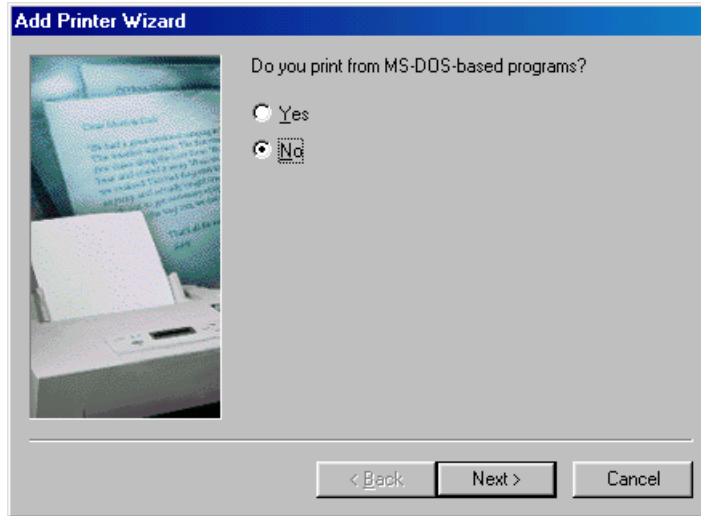 Add Printer Wizard
Do you print from MS-DOS-based programs?
Yes
No
< Back
Next >
Cancel